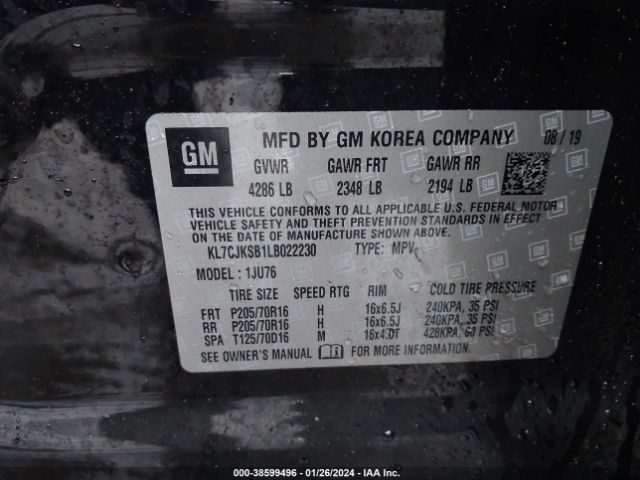 GM
MFD BY GM KOREA COMPANY 08/19
GVWR GAWR FRT GAWR RR
4286 LB 2348 LB 2194 LB
THIS VEHICLE CONFORMS TO ALL APPLICABLE U.S. FEDERAL MOTOR
VEHICLE SAFETY AND THEFT PREVENTION STANDARDS IN EFFECT
ON THE DATE OF MANUFACTURE SHOWN ABOVE.
KL7CJKSB1LB022230 TYPE: MPV
MODEL : 1JU76
TIRE SIZE SPEED RTG RIM COLD TIRE PRESSURE
FRT P205/70R16 H 16x6.5J 240KPA, 35 PSI
RR P205/70R16 H 16x6.5J 240KPA, 35 PSI
SPA T125/70D16 M 16x4.0T 420KPA, 60 PSI
SEE OWNER'S MANUAL FOR MORE INFORMATION.
000-38599496 - 01/26/2024 - IAA Inc.